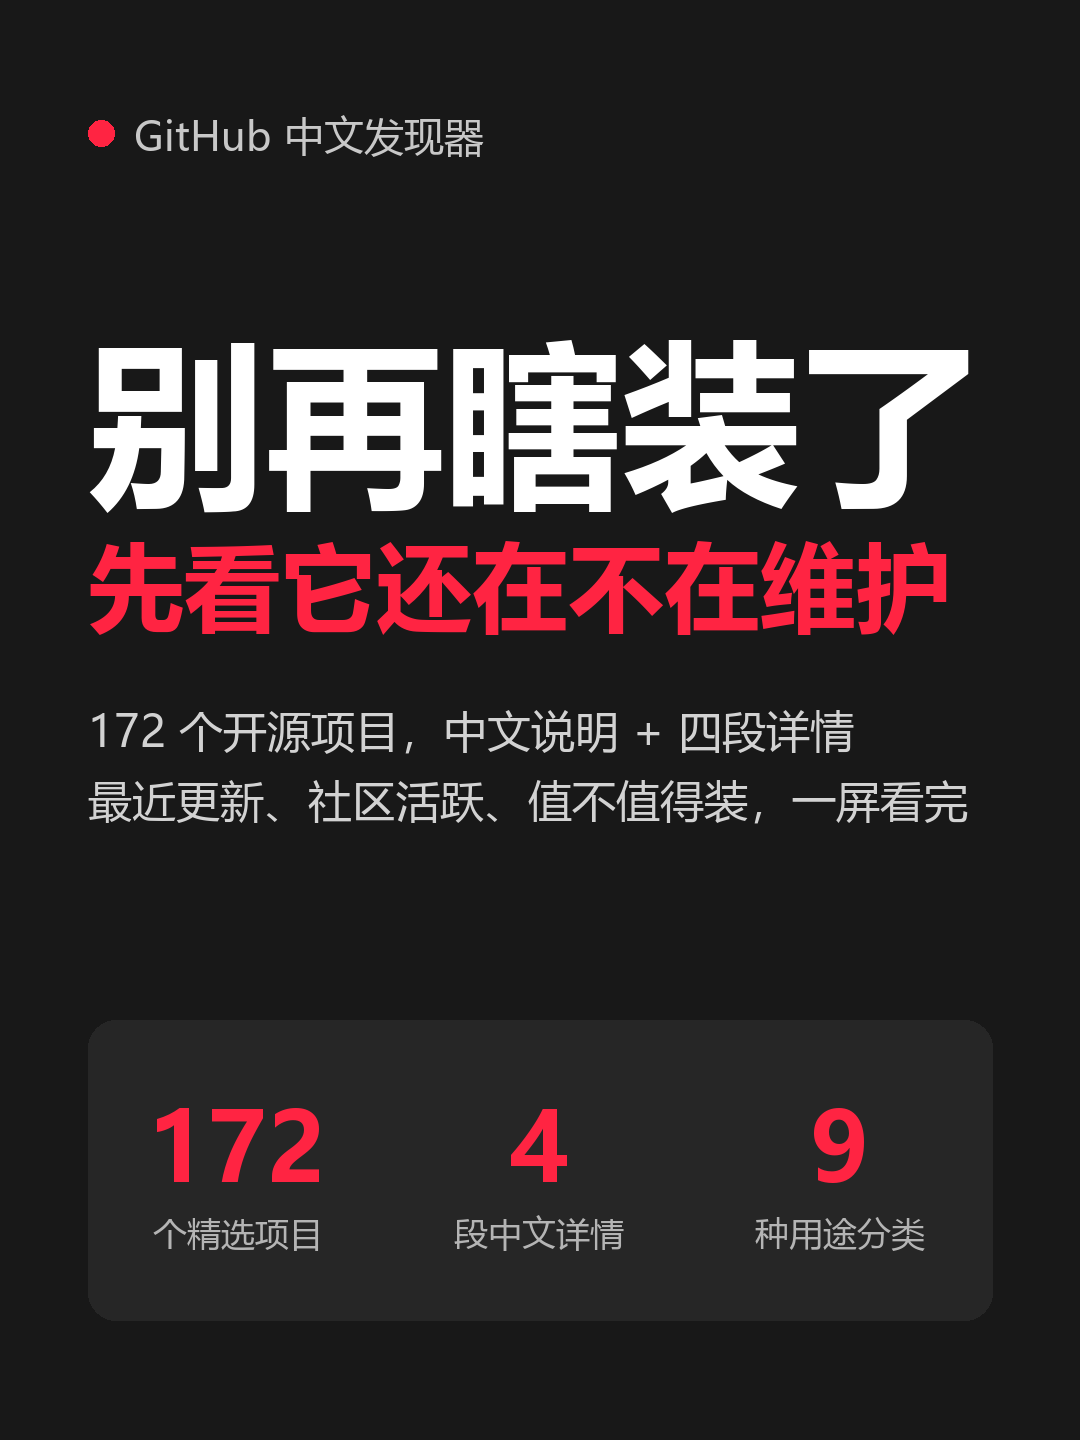 GitHub 中文发现器
别再瞎装了
先看它还在不在维护
172 个开源项目，中文说明 + 四段详情
最近更新、社区活跃、值不值得装，一屏看完
172
个精选项目
4
段中文详情
9
种用途分类